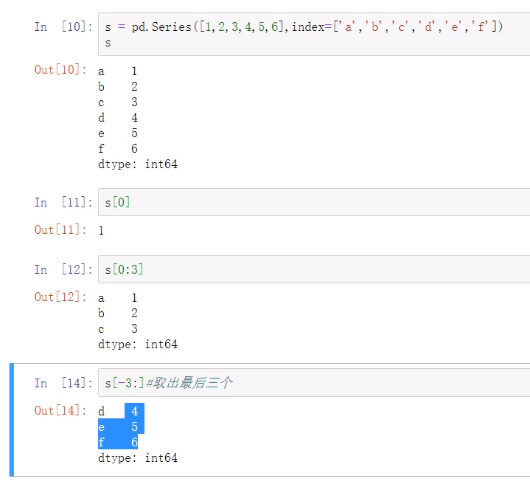 In [10]: s = pd.Series([1,2,3,4,5,6],index=['a','b','c','d','e','f'])
s
Out[10]: a 1
b 2
c 3
d 4
e 5
f 6
dtype: int64
In [11]: s[0]
Out[11]: 1
In [12]: s[0:3]
Out[12]: a 1
b 2
c 3
dtype: int64
In [14]: s[-3:]#取出最后三个
Out[14]: d 4
e 5
f 6
dtype: int64